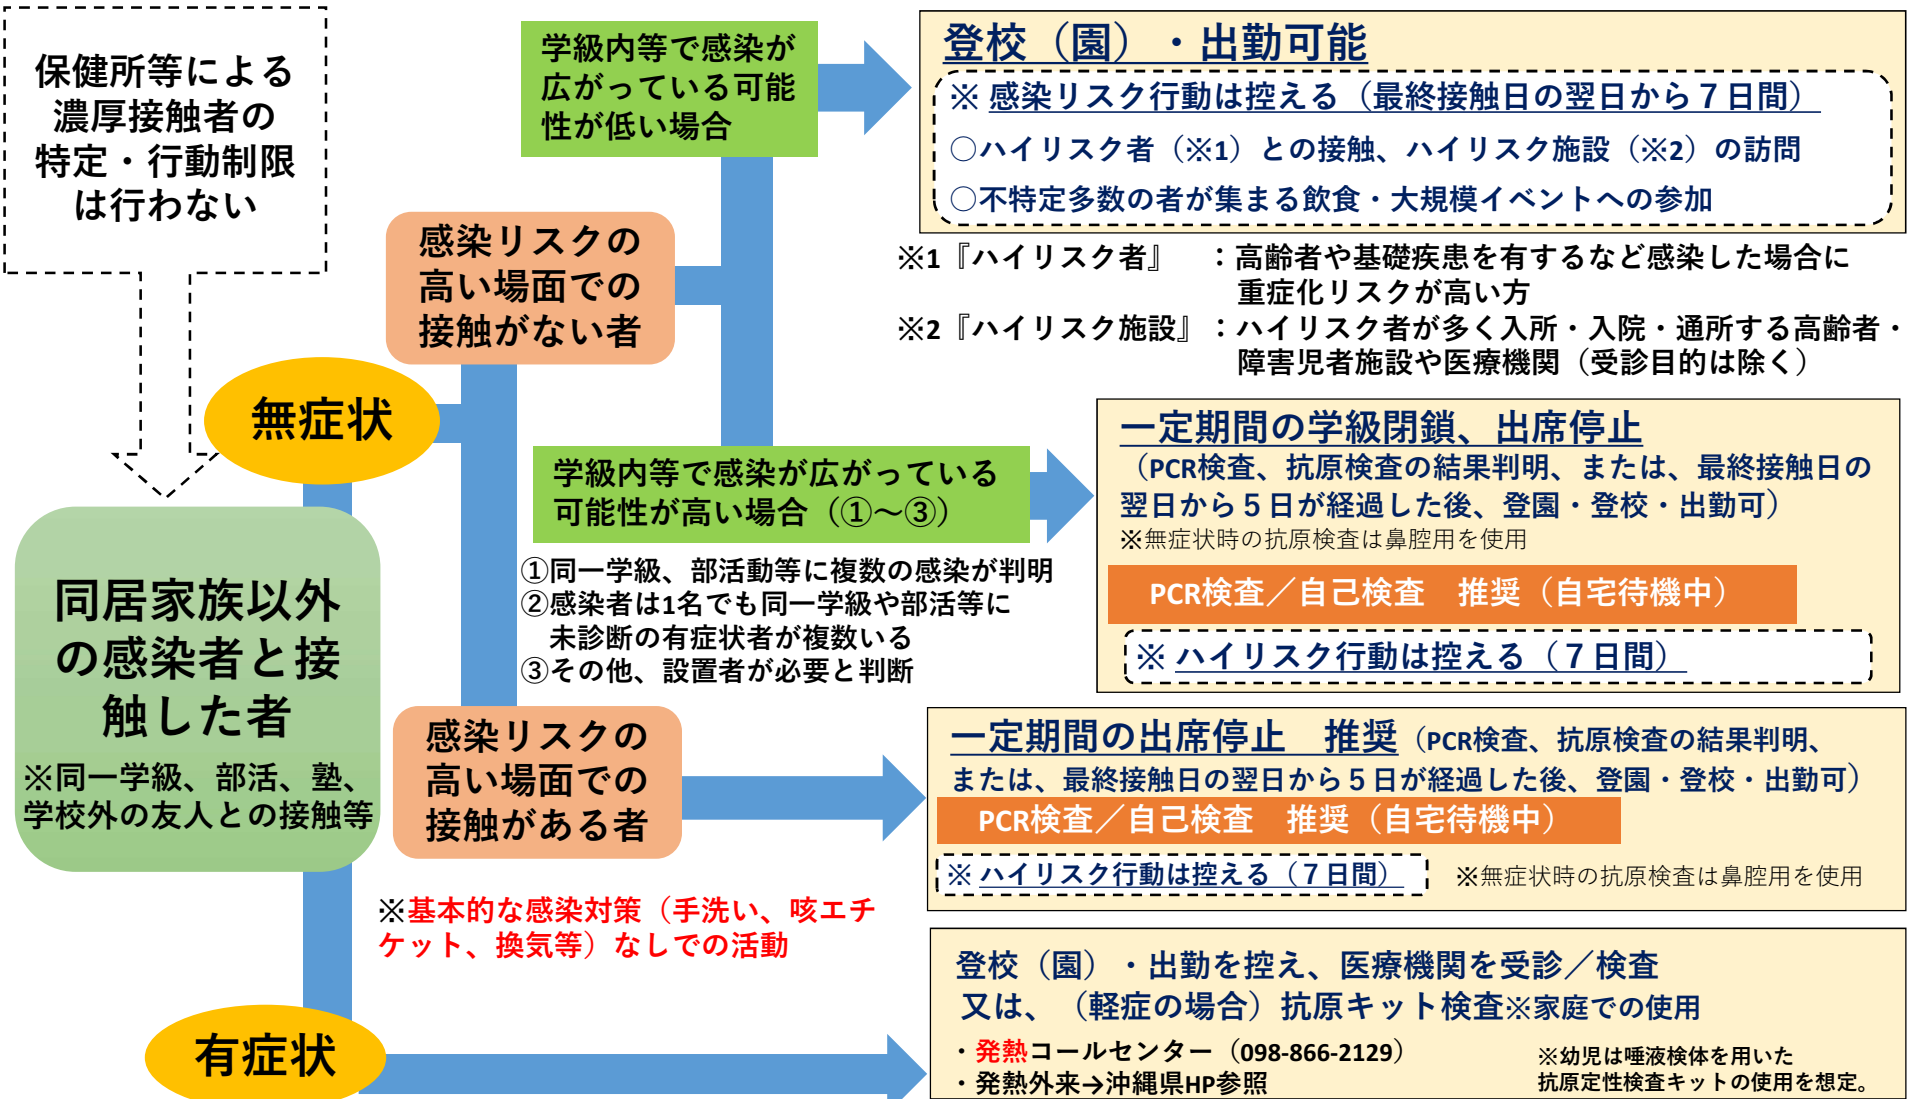 保健所等による
濃厚接触者の
特定・行動制限
は行わない
同居家族以外
の感染者と接
触した者
※同一学級、部活、塾、
学校外の友人との接触等
無症状
有症状
感染リスクの
高い場面での
接触がない者
感染リスクの
高い場面での
接触がある者
※基本的な感染対策（手洗い、咳エチ
ケット、換気等）なしでの活動
学級内等で感染が
広がっている可能
性が低い場合
学級内等で感染が広がっている
可能性が高い場合（①～③）
①同一学級、部活動等に複数の感染が判明
②感染者は1名でも同一学級や部活等に
未診断の有症状者が複数いる
③その他、設置者が必要と判断
登校（園）・出勤可能
※ 感染リスク行動は控える（最終接触日の翌日から７日間）
○ハイリスク者（※1）との接触、ハイリスク施設（※2）の訪問
○不特定多数の者が集まる飲食・大規模イベントへの参加
※1『ハイリスク者』　：高齢者や基礎疾患を有するなど感染した場合に
重症化リスクが高い方
※2『ハイリスク施設』：ハイリスク者が多く入所・入院・通所する高齢者・
障害児者施設や医療機関（受診目的は除く）
一定期間の学級閉鎖、出席停止
（PCR検査、抗原検査の結果判明、または、最終接触日の
翌日から５日が経過した後、登園・登校・出勤可）
※無症状時の抗原検査は鼻腔用を使用
PCR検査／自己検査　推奨（自宅待機中）
※ ハイリスク行動は控える（７日間）
一定期間の出席停止　推奨（PCR検査、抗原検査の結果判明、
または、最終接触日の翌日から５日が経過した後、登園・登校・出勤可）
PCR検査／自己検査　推奨（自宅待機中）
※ ハイリスク行動は控える（７日間）　※無症状時の抗原検査は鼻腔用を使用
登校（園）・出勤を控え、医療機関を受診／検査
又は、（軽症の場合）抗原キット検査※家庭での使用
・発熱コールセンター（098-866-2129）
・発熱外来→沖縄県HP参照
※幼児は唾液検体を用いた
抗原定性検査キットの使用を想定。